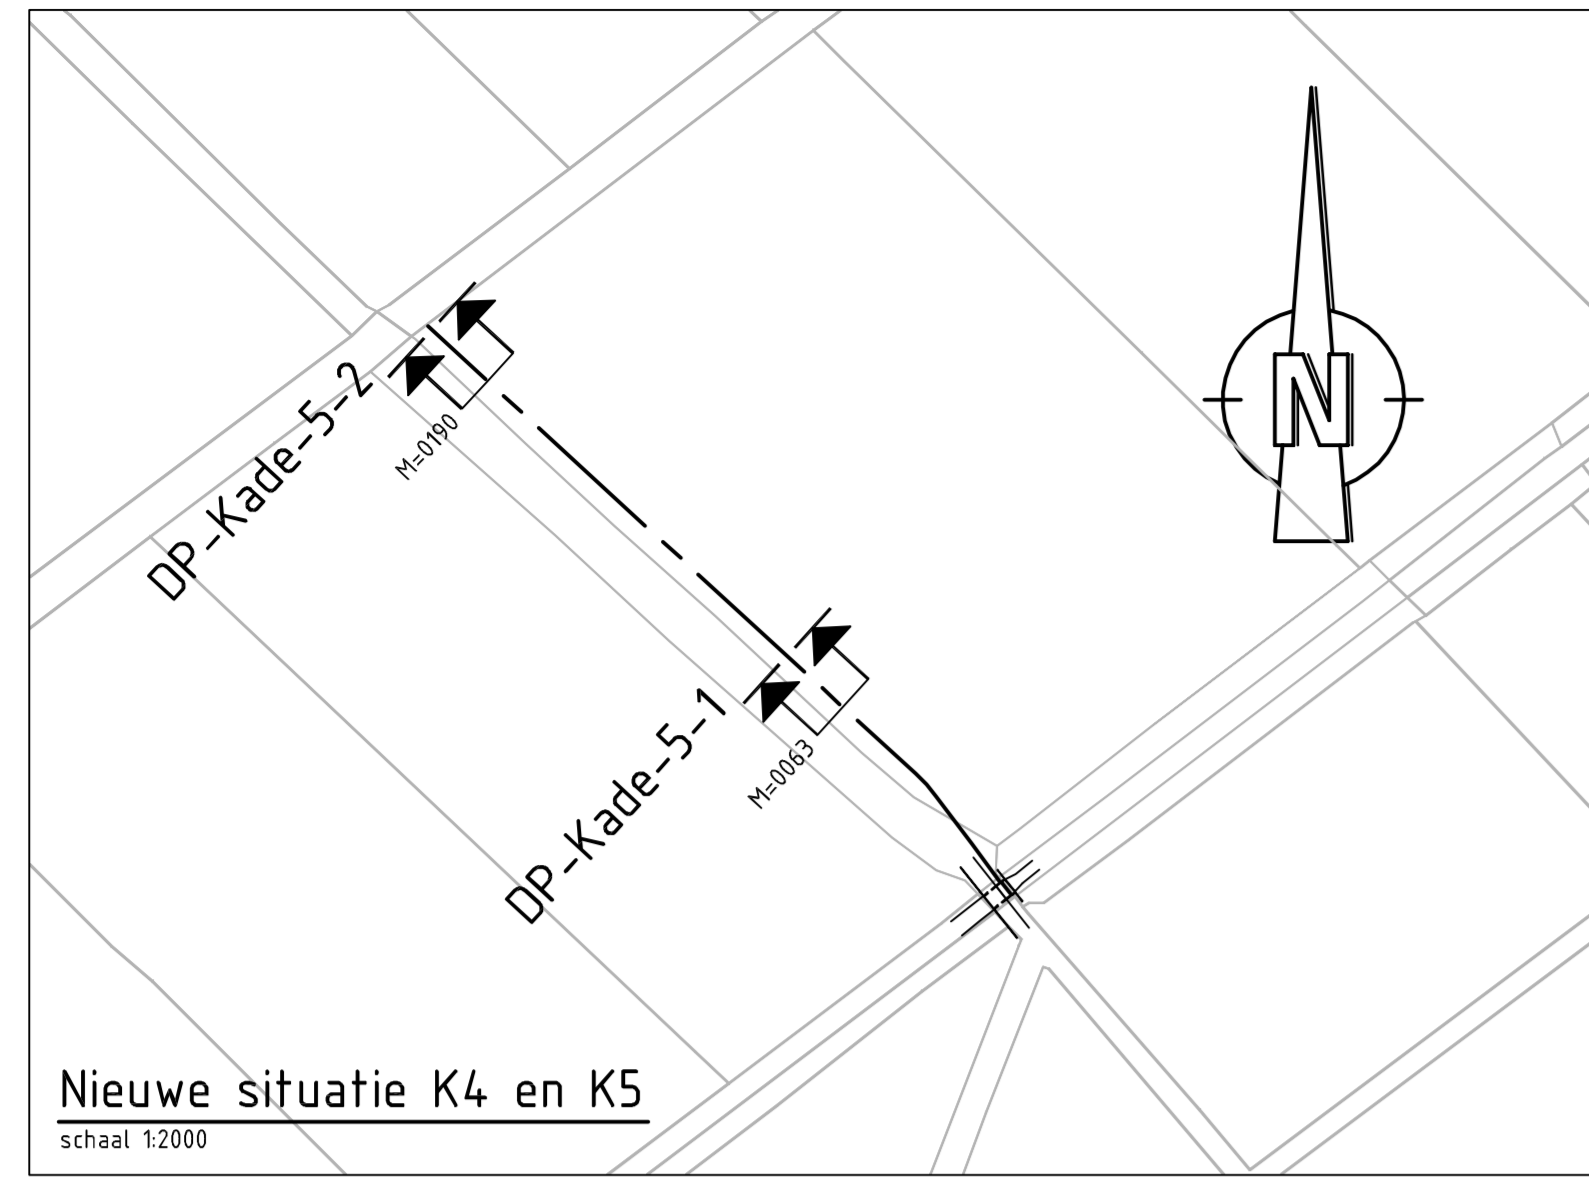 N
DP-Kade-5-2
M=0190
DP-Kade-5-1
M=0063
Nieuwe situatie K4 en K5
schaal 1:2000